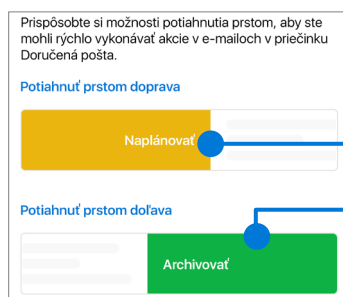 Prispôsobte si možnosti potiahnutia prstom, aby ste
mohli rýchlo vykonávať akcie v e-mailoch v priečinku
Doručená pošta.
Potiahnuť prstom doprava
Naplánovať
Potiahnuť prstom doľava
Archivovať